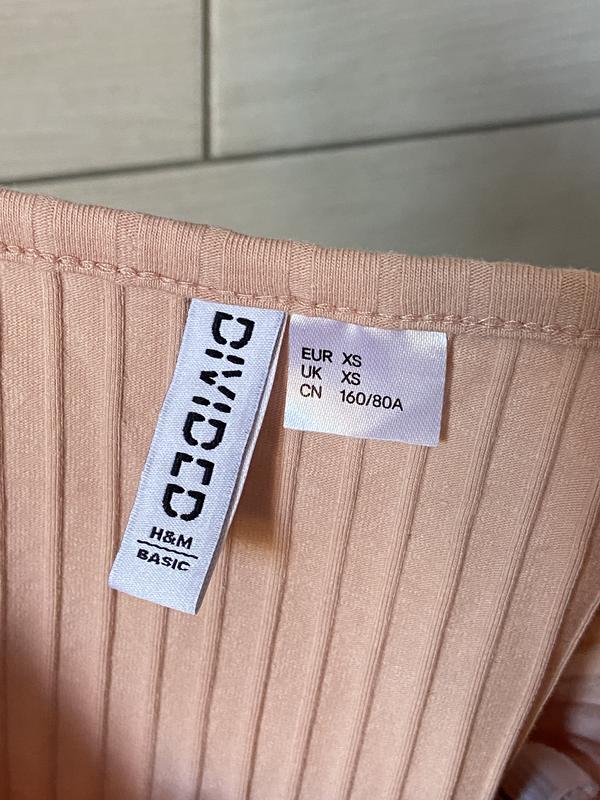 DIVIDED
H&M
BASIC
EUR XS
UK XS
CN 160/80A